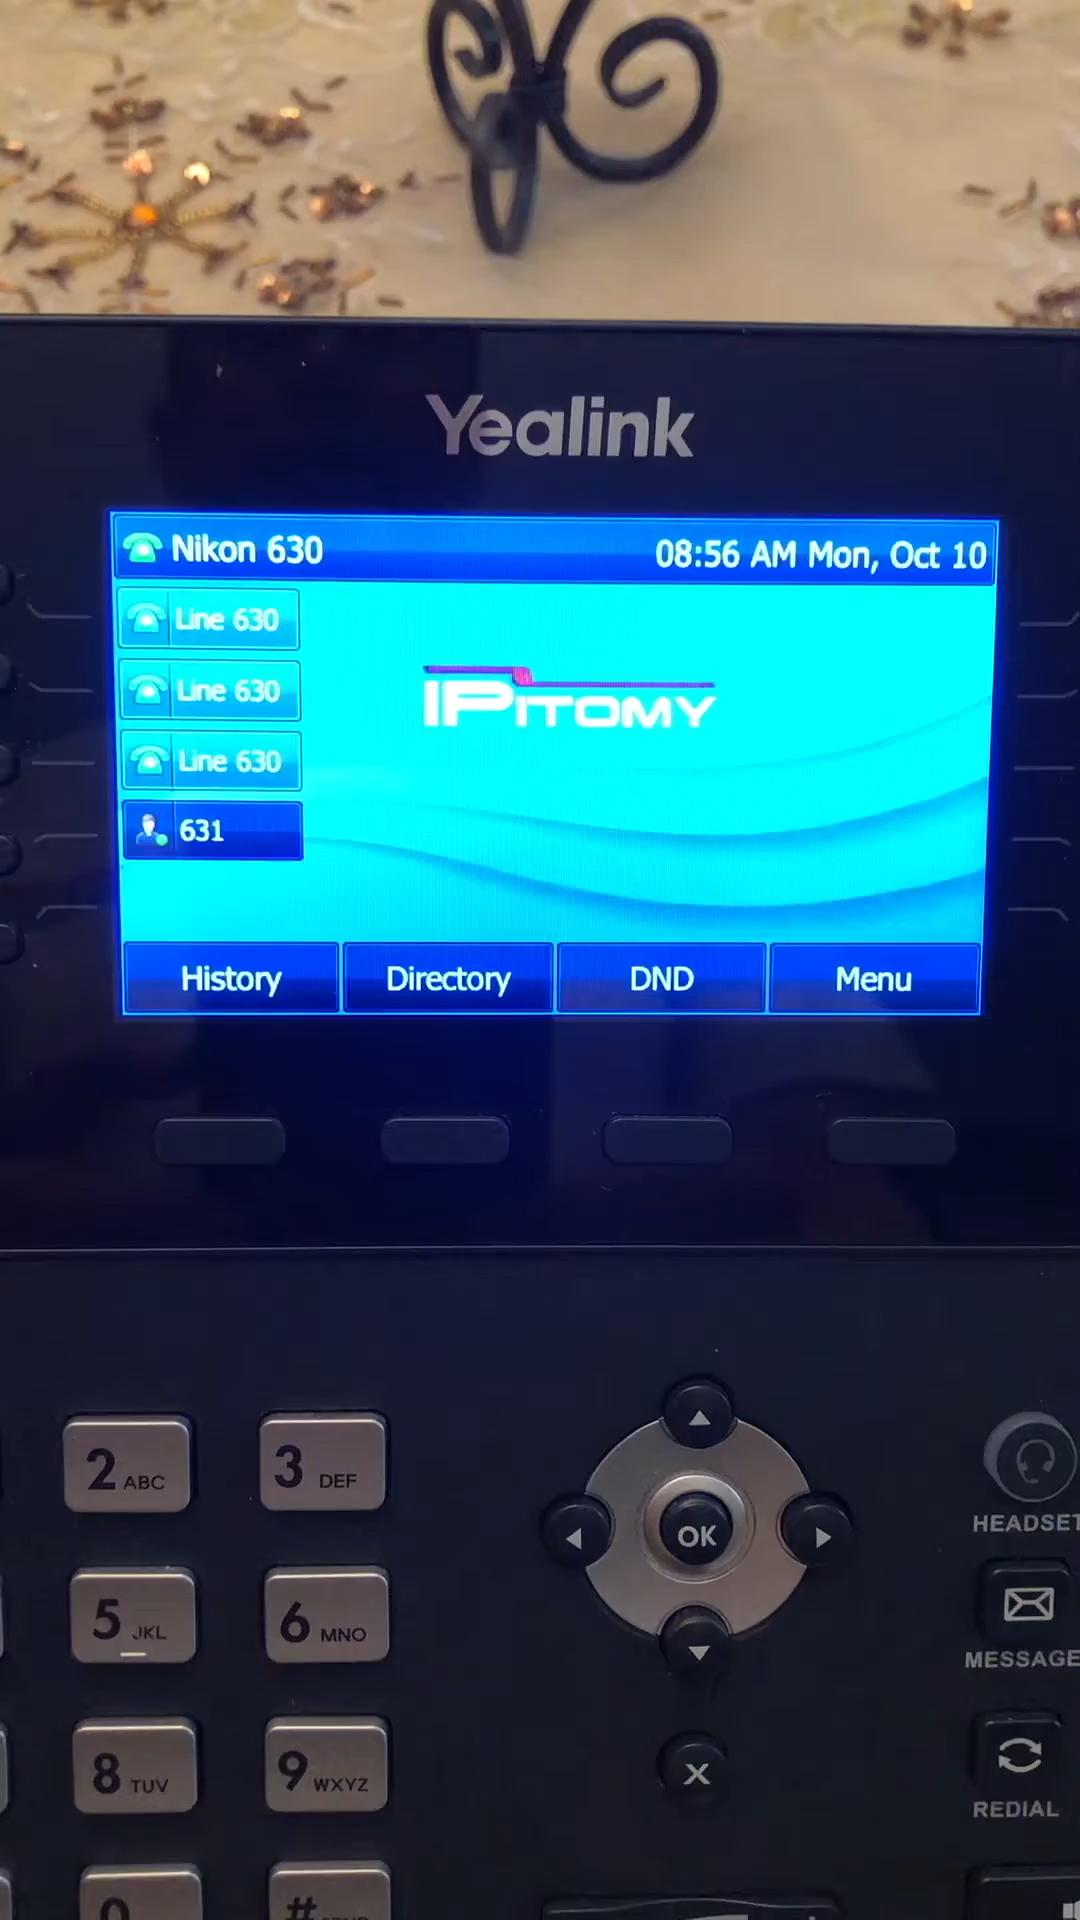 Yealink
Nikon 630
08:56 AM Mon, Oct 10
Line 630
Line 630
Line 630
631
IPITOMY
History
Directory
DND
Menu
2 ABC
3 DEF
OK
HEADSET
5 JKL
6 MNO
MESSAGE
8 TUV
9 WXYZ
X
REDIAL
0
#